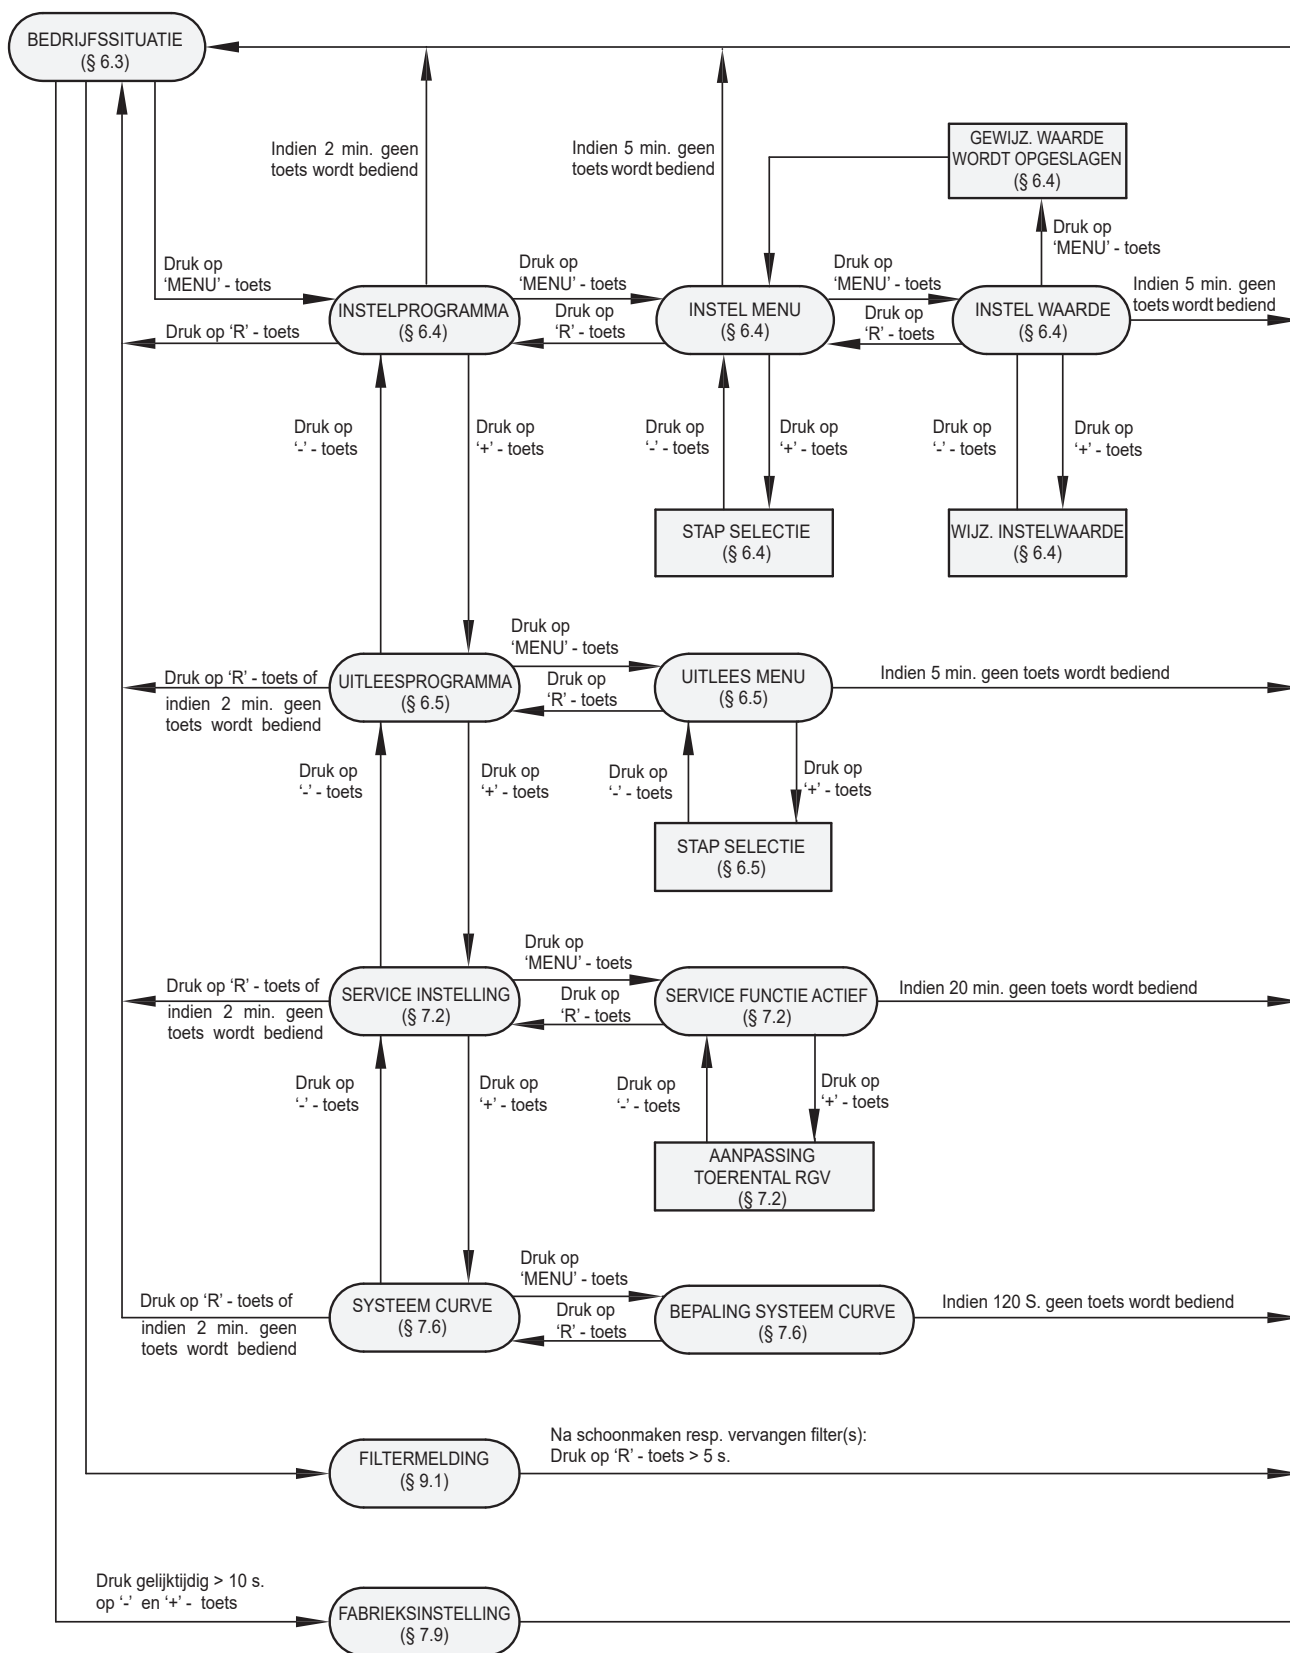 BEDRIJFSSITUATIE
(§ 6.3)
Indien 2 min. geen
toets wordt bediend
Indien 5 min. geen
toets wordt bediend
GEWIJZ. WAARDE
WORDT OPGESLAGEN
(§ 6.4)
Druk op
‘MENU’ - toets
Druk op
‘MENU’ - toets
Druk op
‘MENU’ - toets
Druk op
‘MENU’ - toets
Indien 5 min. geen
toets wordt bediend
INSTELPROGRAMMA
(§ 6.4)
Druk op
‘R’ - toets
INSTEL MENU
(§ 6.4)
Druk op
‘R’ - toets
INSTEL WAARDE
(§ 6.4)
Druk op ‘R’ - toets
Druk op
‘-’ - toets
Druk op
‘+’ - toets
Druk op
‘-’ - toets
Druk op
‘+’ - toets
Druk op
‘-’ - toets
Druk op
‘+’ - toets
STAP SELECTIE
(§ 6.4)
WIJZ. INSTELWAARDE
(§ 6.4)
Druk op
‘MENU’ - toets
Druk op ‘R’ - toets of
indien 2 min. geen
toets wordt bediend
UITLEESPROGRAMMA
(§ 6.5)
Druk op
‘R’ - toets
UITLEES MENU
(§ 6.5)
Indien 5 min. geen toets wordt bediend
Druk op
‘-’ - toets
Druk op
‘+’ - toets
Druk op
‘-’ - toets
Druk op
‘+’ - toets
STAP SELECTIE
(§ 6.5)
Druk op
‘MENU’ - toets
Druk op ‘R’ - toets of
indien 2 min. geen
toets wordt bediend
SERVICE INSTELLING
(§ 7.2)
Druk op
‘R’ - toets
SERVICE FUNCTIE ACTIEF
(§ 7.2)
Indien 20 min. geen toets wordt bediend
Druk op
‘-’ - toets
Druk op
‘+’ - toets
Druk op
‘-’ - toets
Druk op
‘+’ - toets
AANPASSING
TOERENTAL RGV
(§ 7.2)
Druk op
‘MENU’ - toets
Druk op ‘R’ - toets of
indien 2 min. geen
toets wordt bediend
SYSTEEM CURVE
(§ 7.6)
Druk op
‘R’ - toets
BEPALING SYSTEEM CURVE
(§ 7.6)
Indien 120 S. geen toets wordt bediend
FILTERMELDING
(§ 9.1)
Na schoonmaken resp. vervangen filter(s):
Druk op ‘R’ - toets > 5 s.
Druk gelijktijdig > 10 s.
op ‘-’ en ‘+’ - toets
FABRIEKSINSTELLING
(§ 7.9)